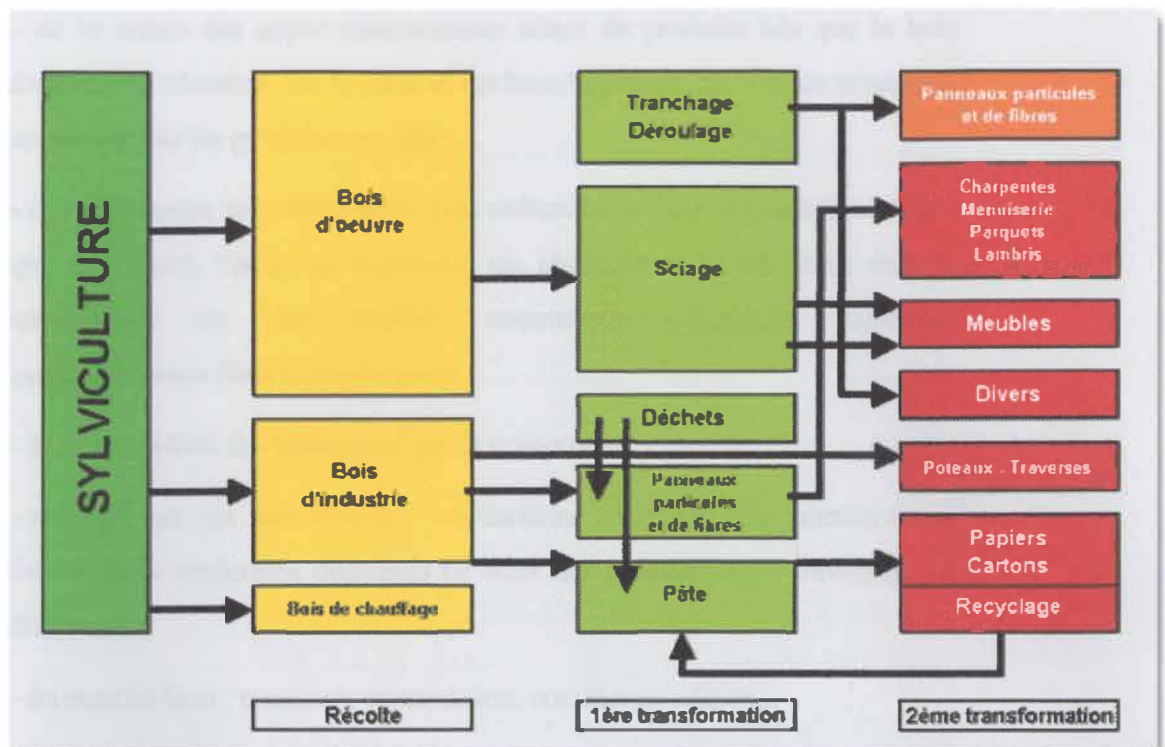 SYLVICULTURE
Bois
d'oeuvre
Bois
d'industrie
Bois de chauffage
Récolte
Tranchage
Déroulage
Sciage
Déchets
Panneaux
particules
et de fibres
Pâte
1ère transformation
Panneaux particules
et de fibres
Charpentes
Menuiserie
Parquets
Lambris
Meubles
Divers
Poteaux - Traverses
Papiers
Cartons
Recyclage
2ème transformation